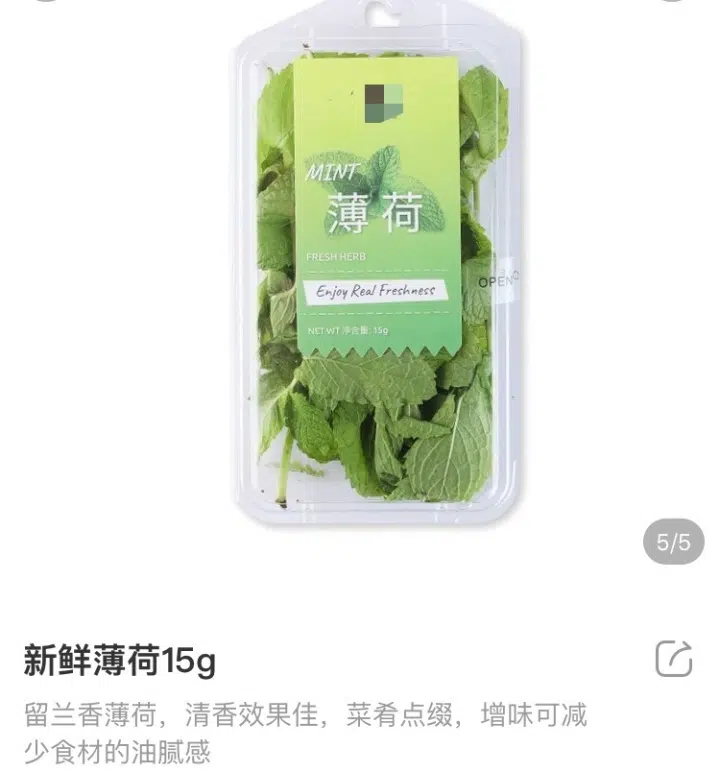 MINT
薄荷
FRESH HERB
Enjoy Real Freshness
NET WT 净含量: 15g
OPEN
5/5
新鲜薄荷15g
留兰香薄荷，清香效果佳，菜肴点缀，增味可减
少食材的油腻感